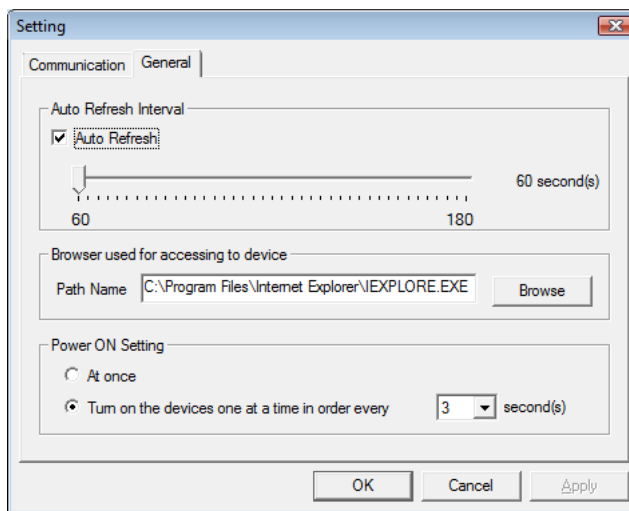 Setting
Communication General
Auto Refresh Interval
Auto Refresh
60 second(s)
60 180
Browser used for accessing to device
Path Name C:\Program Files\Internet Explorer\IEXPLORE.EXE Browse
Power ON Setting
At once
Turn on the devices one at a time in order every 3 second(s)
OK Cancel Apply